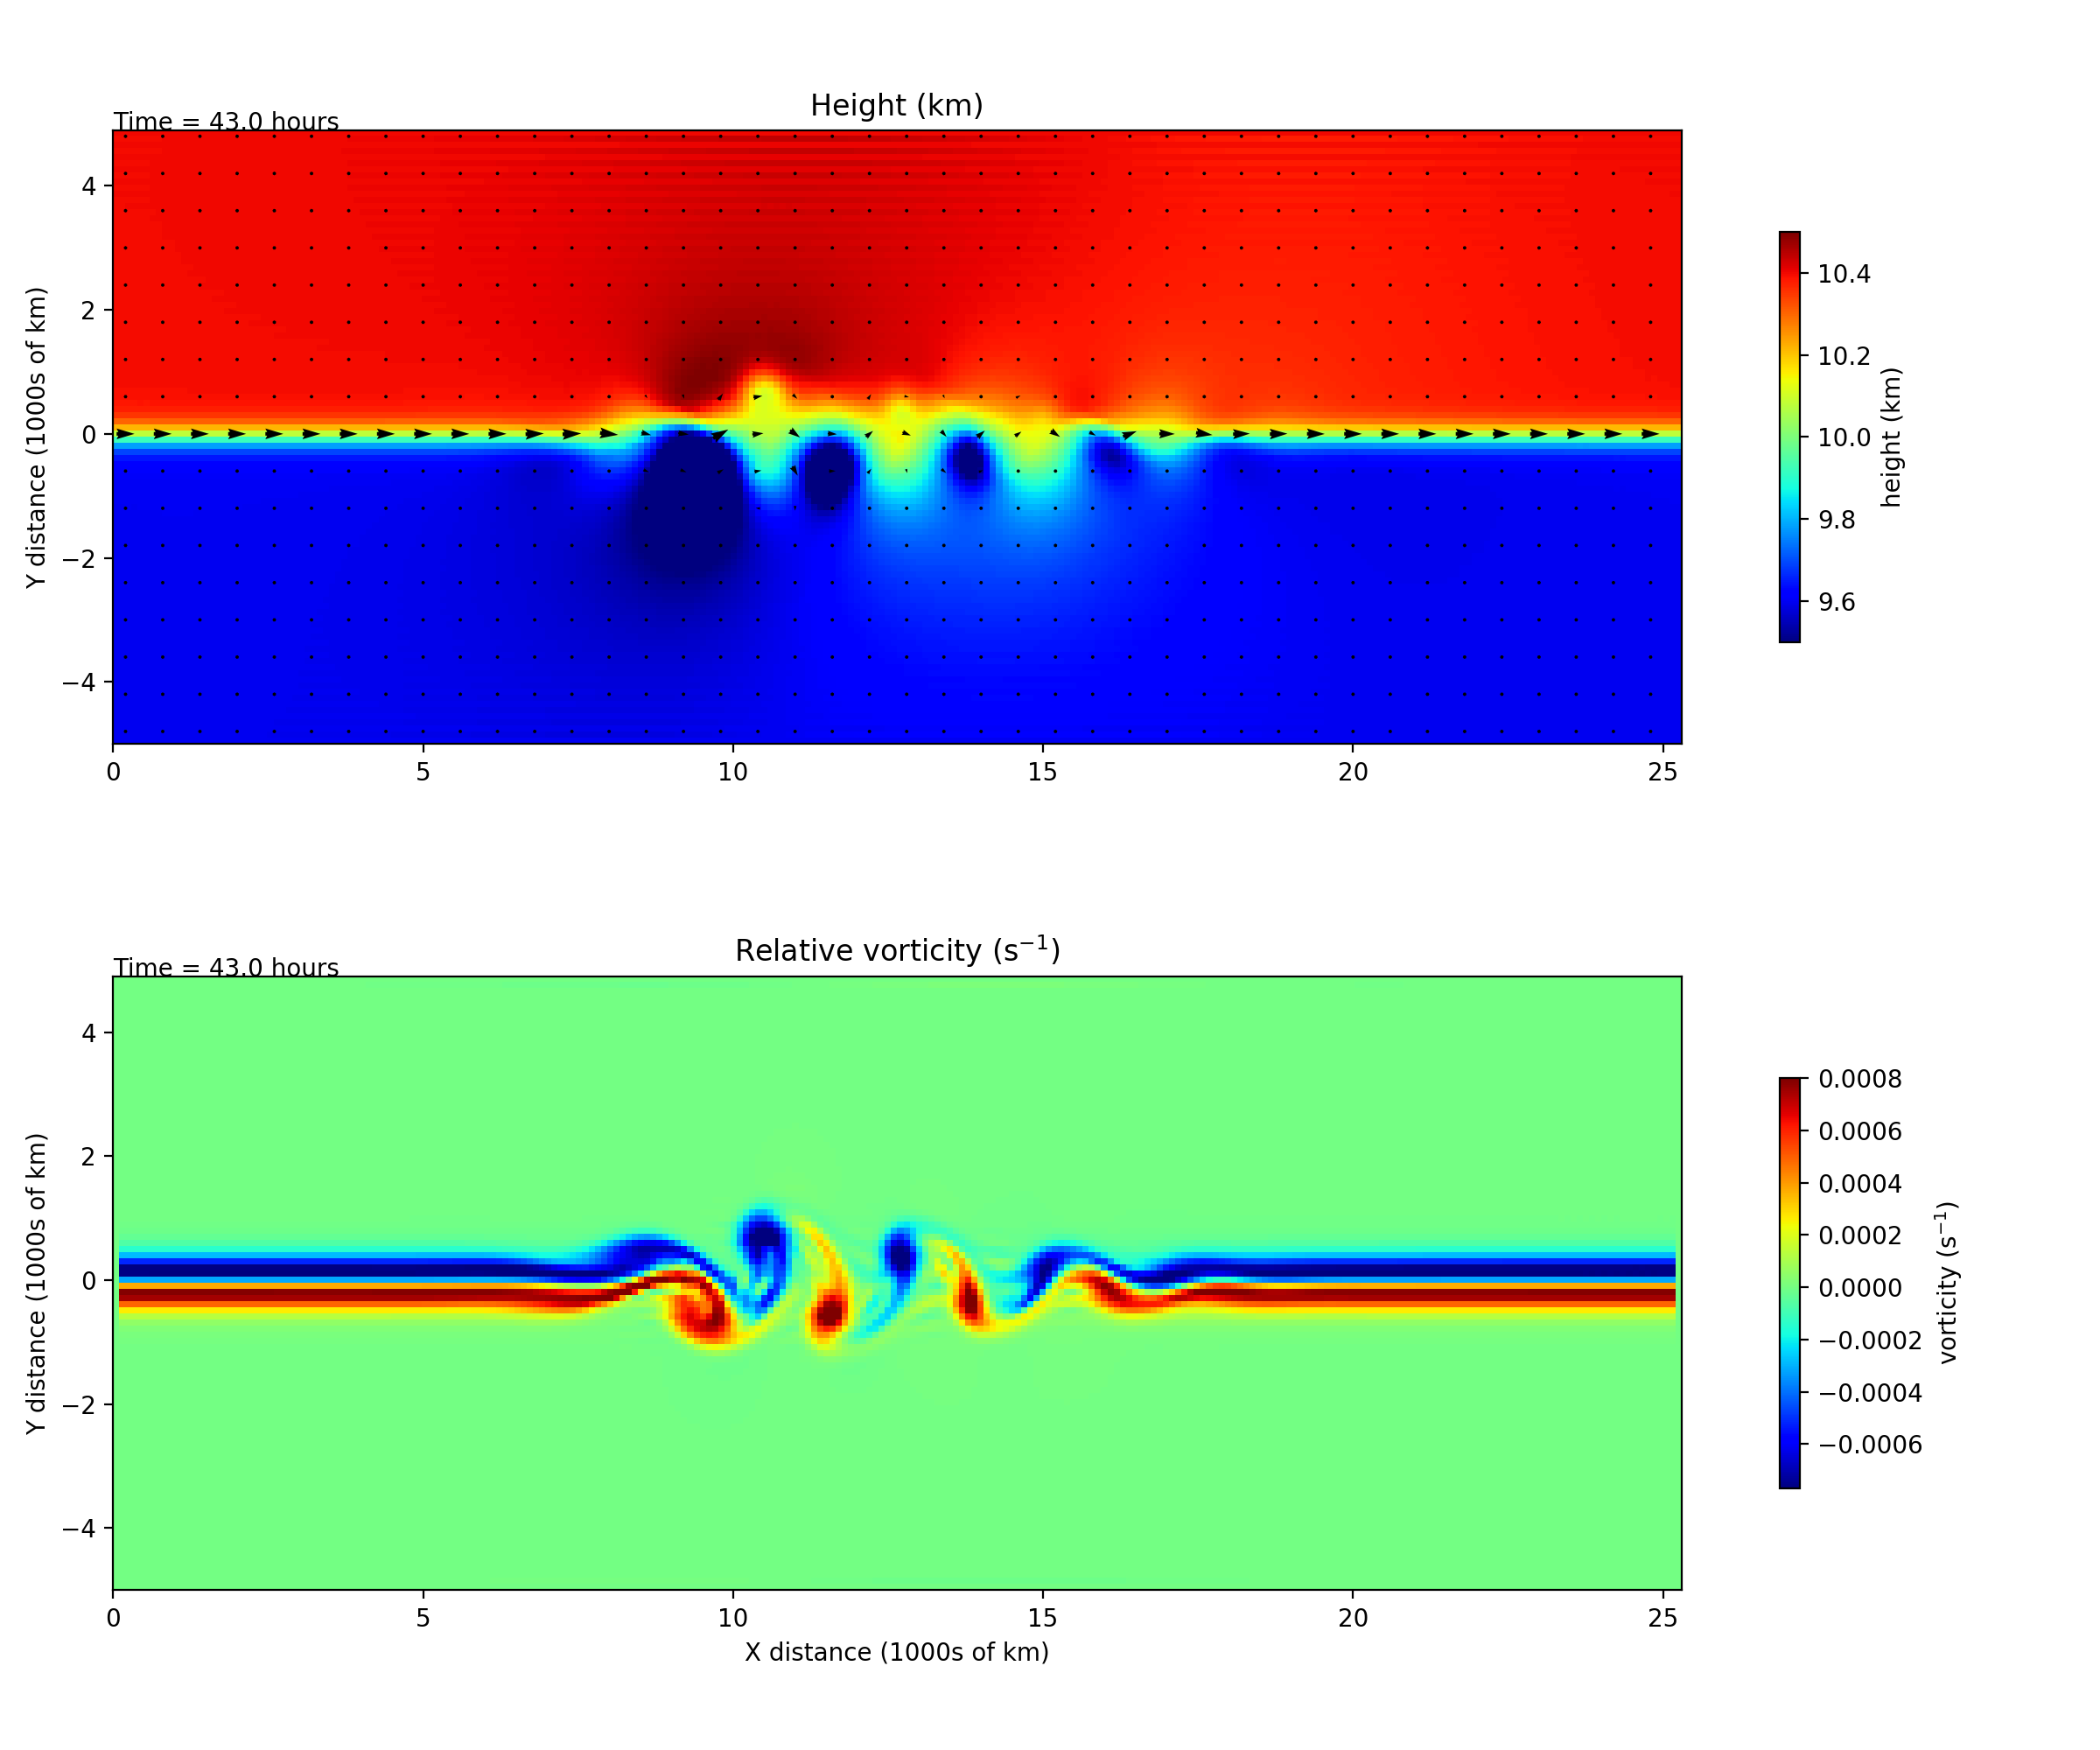 Height (km)
Time = 43.0 hours
Y distance (1000s of km)
4
2
0
−2
−4
0 5 10 15 20 25
10.4
10.2
10.0
9.8
9.6
height (km)
Relative vorticity (s⁻¹)
Time = 43.0 hours
Y distance (1000s of km)
4
2
0
−2
−4
0 5 10 15 20 25
X distance (1000s of km)
0.0008
0.0006
0.0004
0.0002
0.0000
−0.0002
−0.0004
−0.0006
vorticity (s⁻¹)